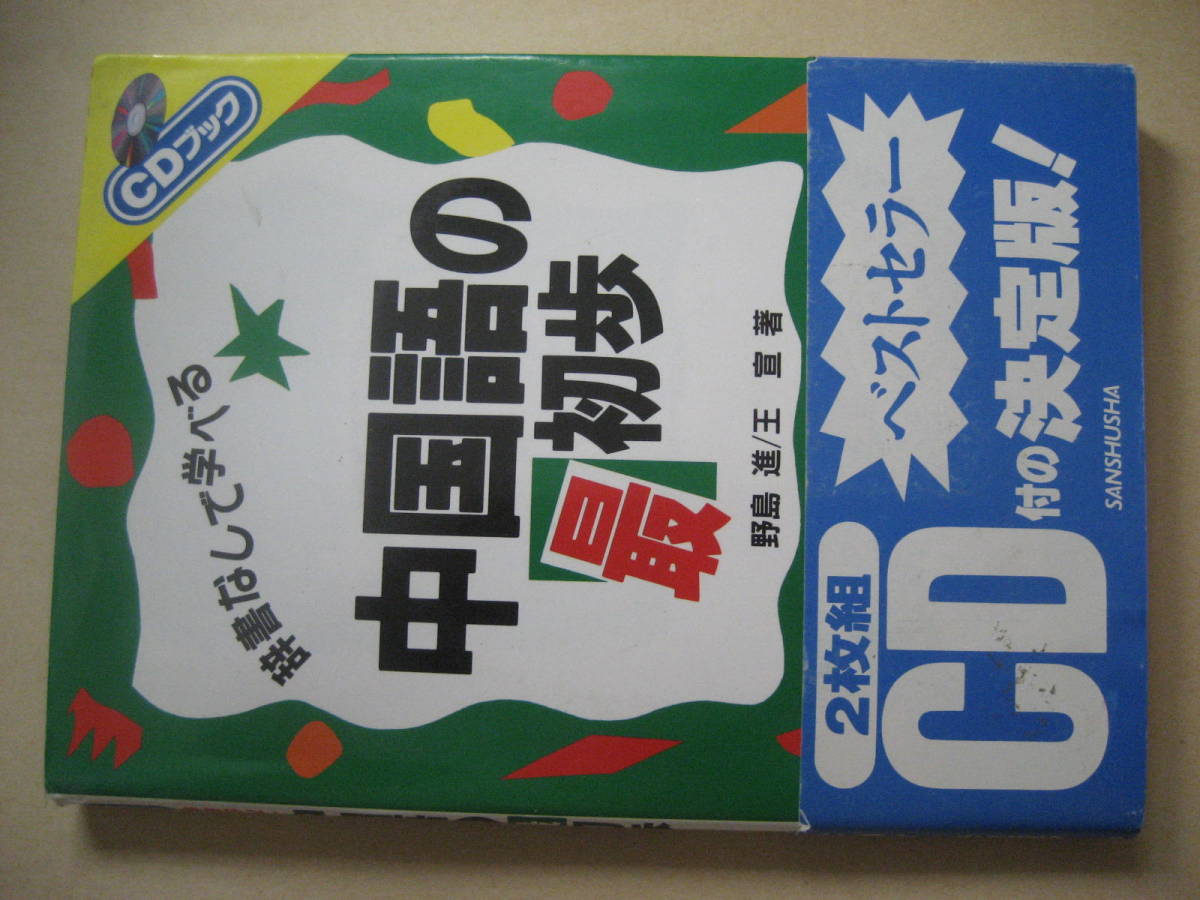 CDブック
辞書なしで学べる
中国語の
最初歩
野島 進/王 宣 著
ベストセラー
2枚組
CD付の決定版!
SANSHUSHA